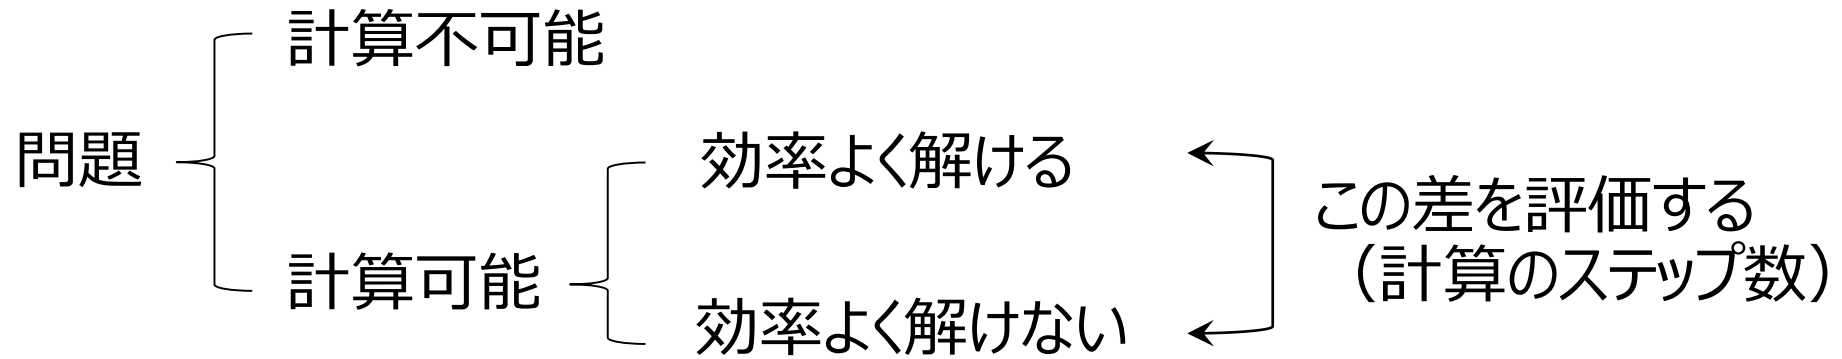 計算不可能
問題
計算可能
効率よく解ける
効率よく解けない
この差を評価する
（計算のステップ数）